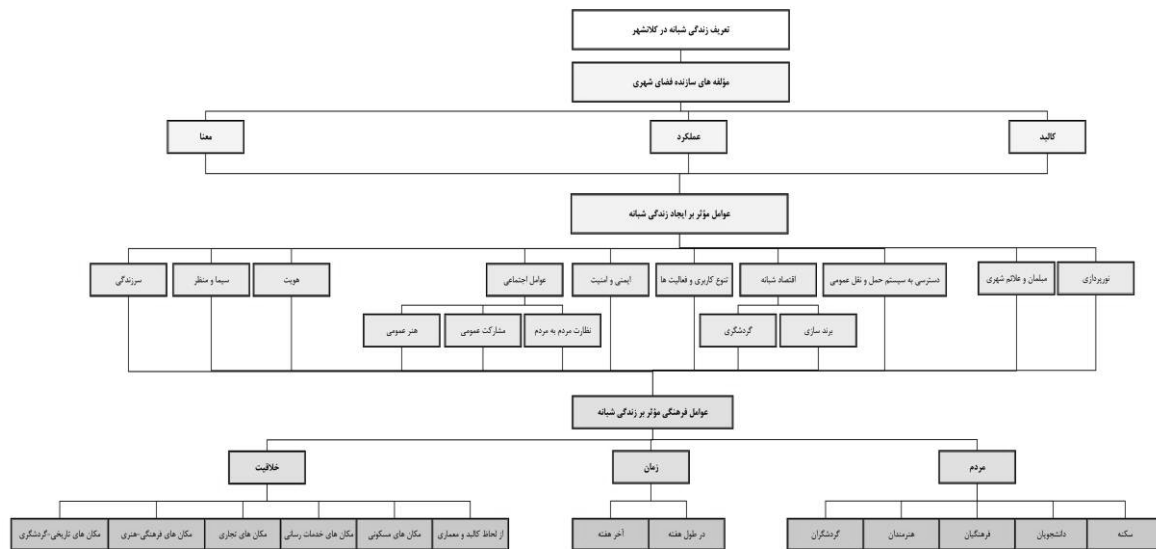 تعریف زندگی شبانه در کلانشهر
مؤلفه های سازنده فضای شهری
کالبد
عملکرد
معنا
عوامل مؤثر بر ایجاد زندگی شبانه
نورپردازی
مبلمان و علائم شهری
دسترسی به سیستم حمل و نقل عمومی
اقتصاد شبانه
تنوع کاربری و فعالیت ها
ایمنی و امنیت
عوامل اجتماعی
هویت
سیما و منظر
سرزندگی
برند سازی
گردشگری
نظارت مردم به مردم
مشارکت عمومی
هنر عمومی
عوامل فرهنگی مؤثر بر زندگی شبانه
مردم
زمان
خلاقیت
سکنه
دانشجویان
فرهنگیان
هنرمندان
گردشگران
در طول هفته
آخر هفته
از لحاظ کالبد و معماری
مکان های مسکونی
مکان های خدمات رسانی
مکان های تجاری
مکان های فرهنگی-هنری
مکان های تاریخی-گردشگری